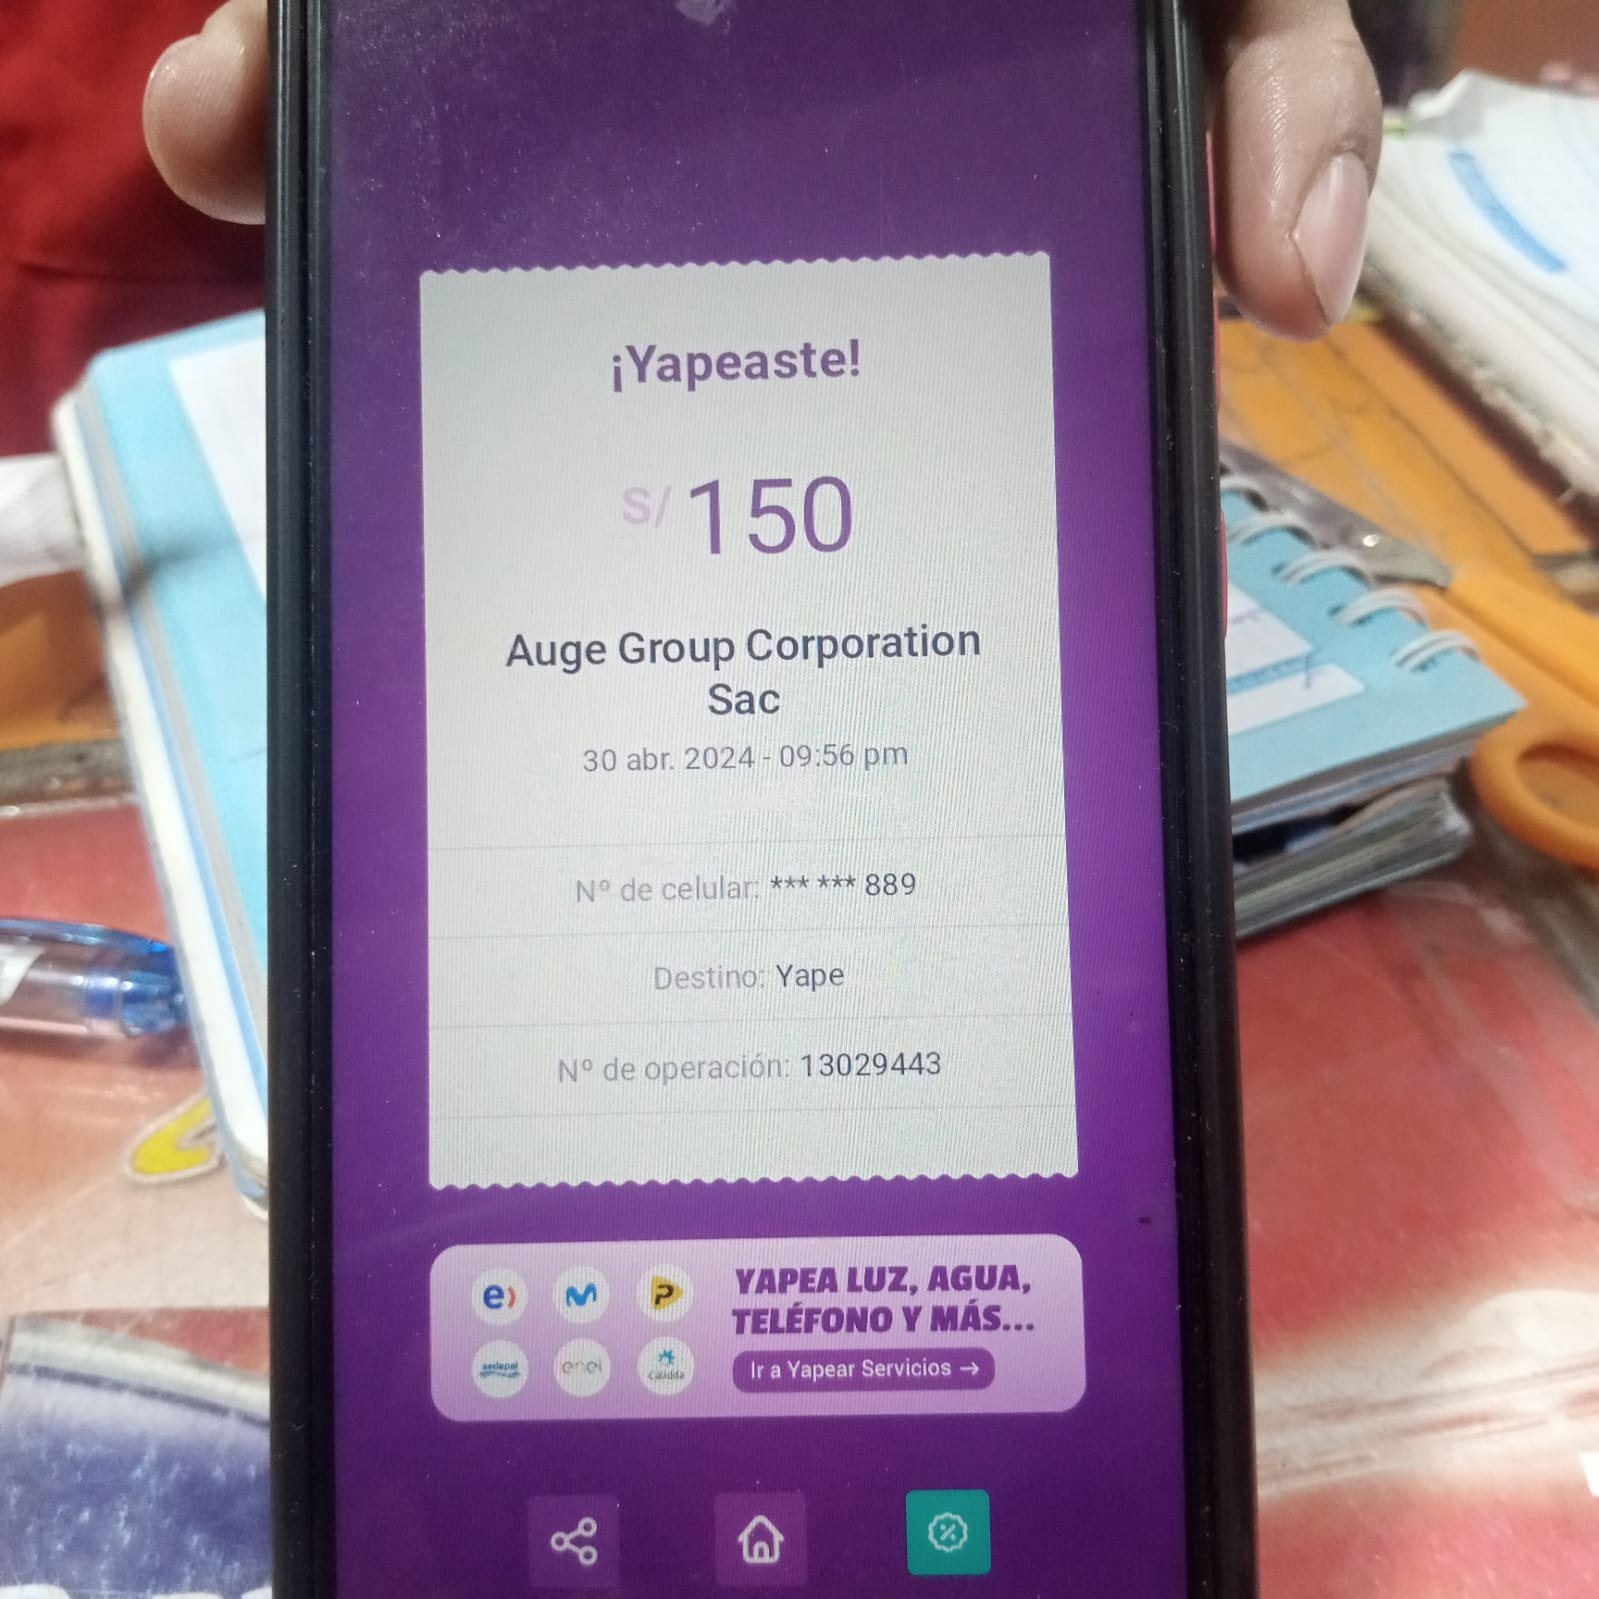 ¡Yapeaste!
S/ 150
Auge Group Corporation
Sac
30 abr. 2024 - 09:56 pm
Nº de celular: *** *** 889
Destino: Yape
Nº de operación: 13029443
e)
P
sedapal
enel
Cálidda
YAPEA LUZ, AGUA,
TELÉFONO Y MÁS...
Ir a Yapear Servicios →